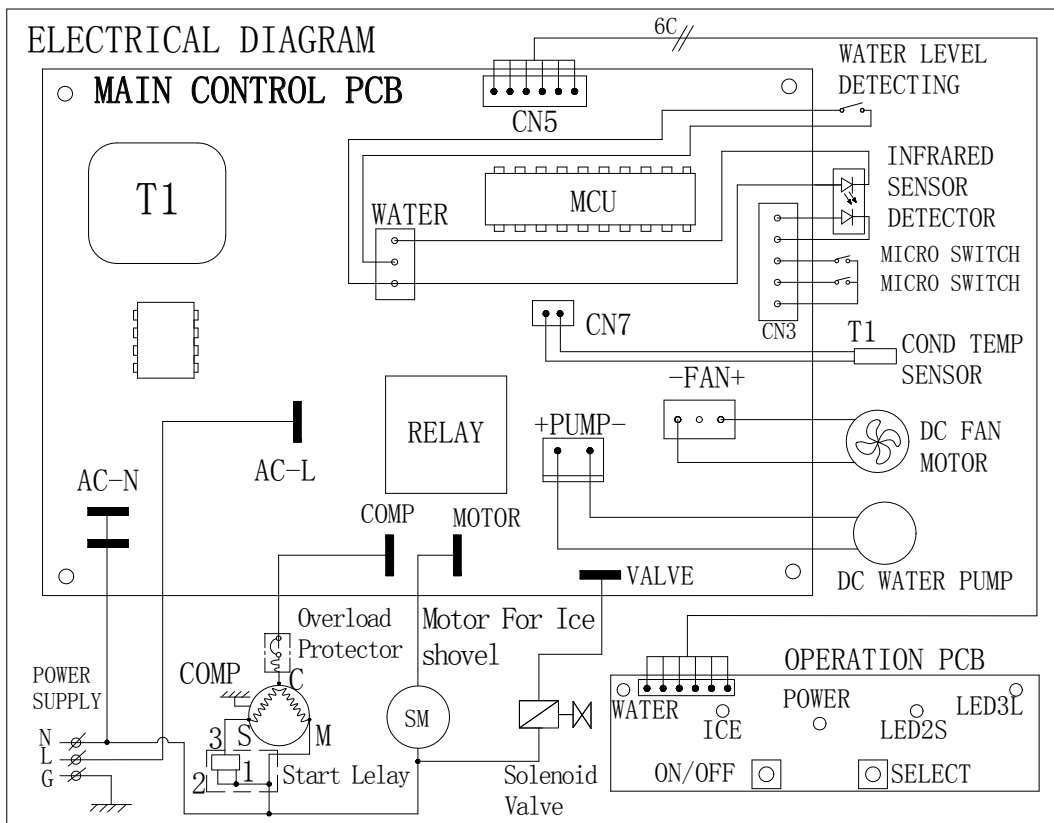 ELECTRICAL DIAGRAM
6C
WATER LEVEL
DETECTING
MAIN CONTROL PCB
CN5
T1
MCU
WATER
INFRARED
SENSOR
DETECTOR
MICRO SWITCH
MICRO SWITCH
CN3
CN7
T1
COND TEMP
SENSOR
-FAN+
DC FAN
MOTOR
RELAY
+PUMP-
AC-L
AC-N
COMP
MOTOR
VALVE
DC WATER PUMP
Overload
Protector
Motor For Ice
shovel
POWER
SUPPLY
COMP
C
S
M
SM
N
L
G
3
2
1
Start Lelay
Solenoid
Valve
OPERATION PCB
WATER
ICE
POWER
LED2S
LED3L
ON/OFF
SELECT